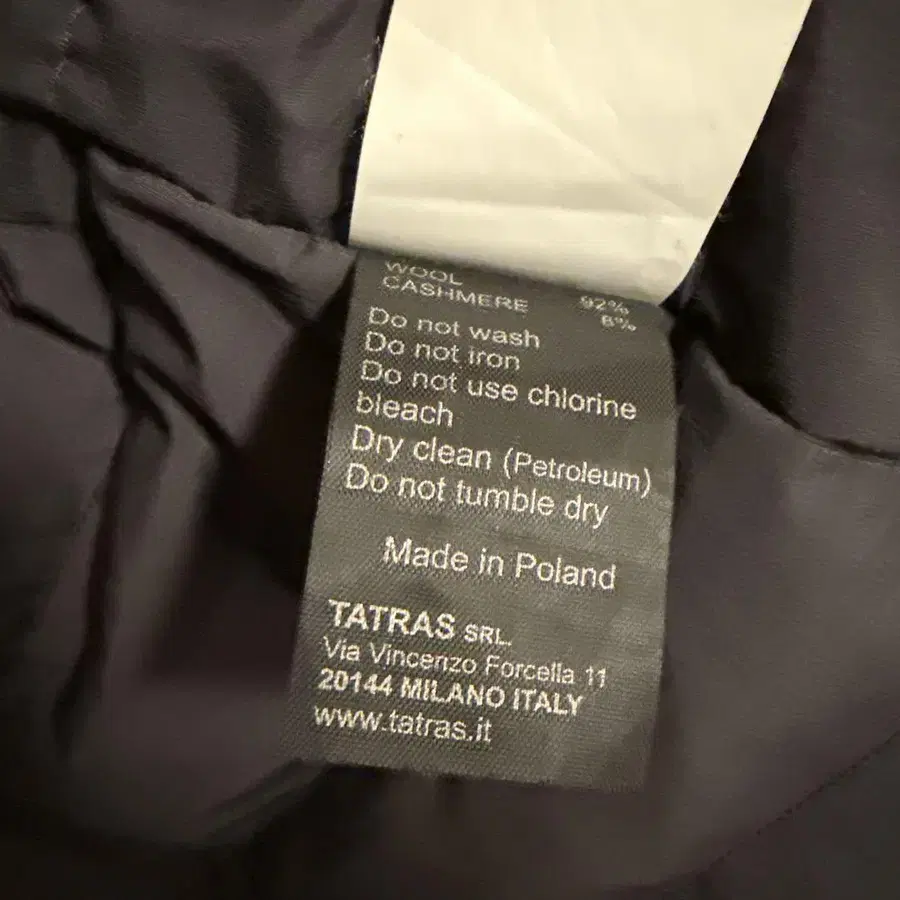 WOOL 92%
CASHMERE 8%
Do not wash
Do not iron
Do not use chlorine
bleach
Dry clean (Petroleum)
Do not tumble dry
Made in Poland
TATRAS SRL.
Via Vincenzo Forcella 11
20144 MILANO ITALY
www.tatras.it